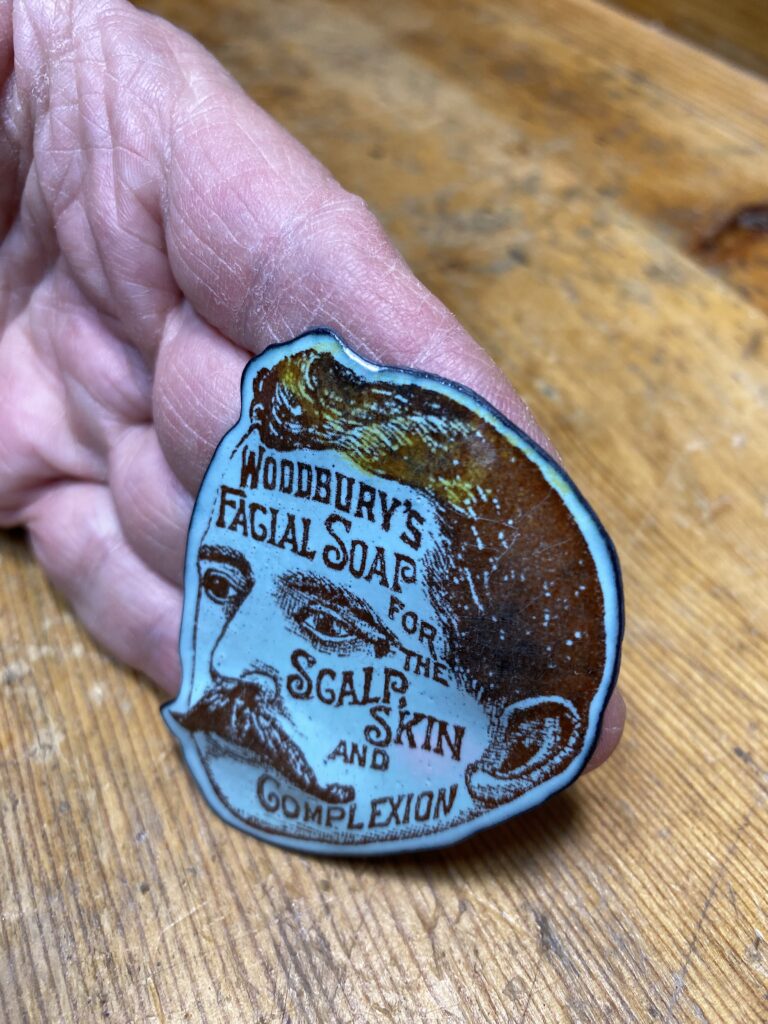 WOODBURY'S
FACIAL SOAP
FOR
THE
SCALP,
SKIN
AND
COMPLEXION